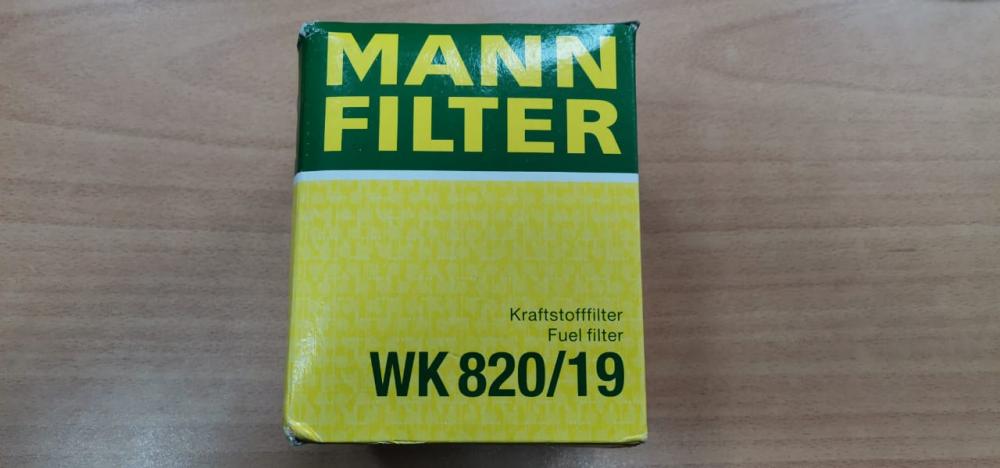 MANN
FILTER
Kraftstofffilter
Fuel filter
WK 820/19